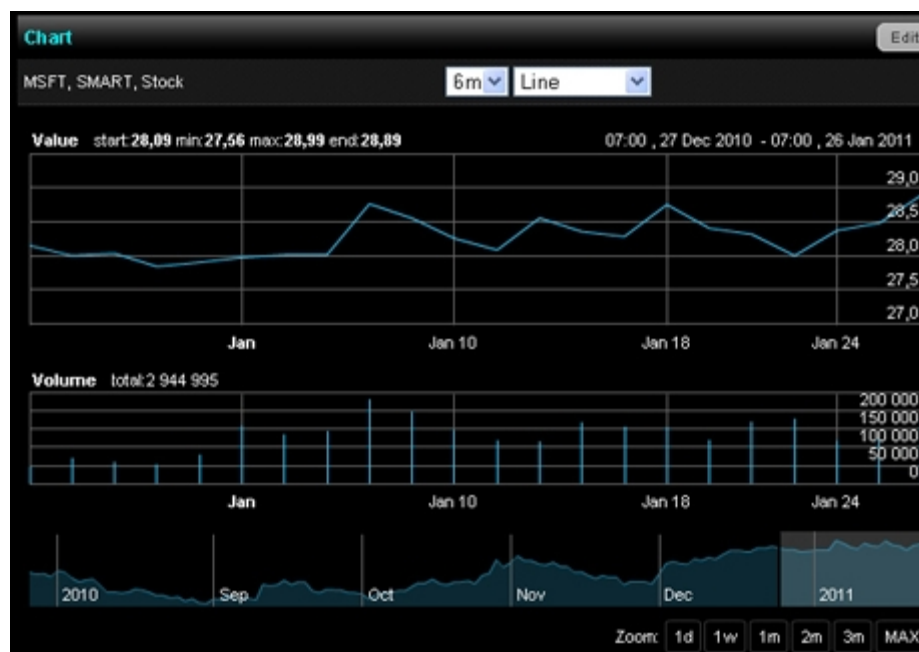 Chart
Edit
MSFT, SMART, Stock
6m
Line
Value start:28,09 min:27,56 max:28,99 end:28,89
07:00 , 27 Dec 2010 - 07:00 , 26 Jan 2011
29,0
28,5
28,0
27,5
27,0
Jan Jan 10 Jan 18 Jan 24
Volume total:2 944 995
200 000
150 000
100 000
50 000
0
Jan Jan 10 Jan 18 Jan 24
2010 Sep Oct Nov Dec 2011
Zoom: 1d 1w 1m 2m 3m MAX